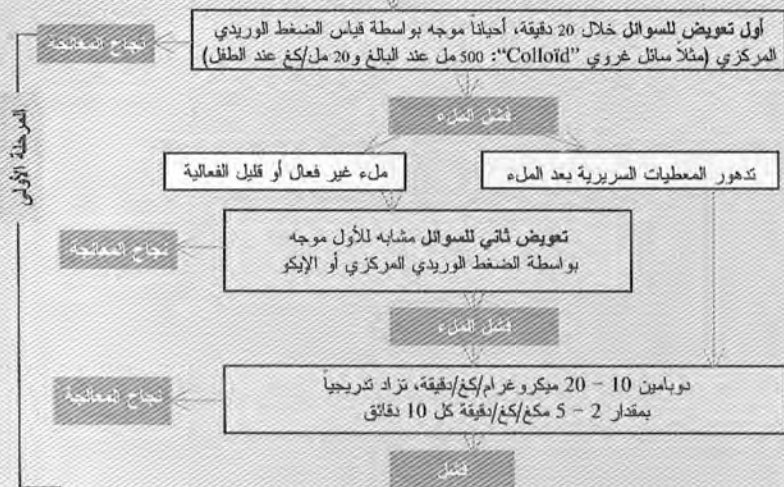 أول تعويض للسوائل خلال 20 دقيقة، أحياناً موجه بواسطة قياس الضغط الوريدي
المركزي (مثلاً سائل غروي "Colloïd": 500 مل عند البالغ و20 مل/كغ عند الطفل)
نجاح المعالجة
المرحلة الأولى
فشل الملء
تدهور المعطيات السريرية بعد الملء
ملء غير فعال أو قليل الفعالية
تعويض ثاني للسوائل مشابه للأول موجه
بواسطة الضغط الوريدي المركزي أو الإيكو
نجاح المعالجة
فشل الملء
دوبامين 10 – 20 ميكروغرام/كغ/دقيقة، تزاد تدريجياً
بمقدار 2 – 5 مكغ/كغ/دقيقة كل 10 دقائق
نجاح المعالجة
فشل